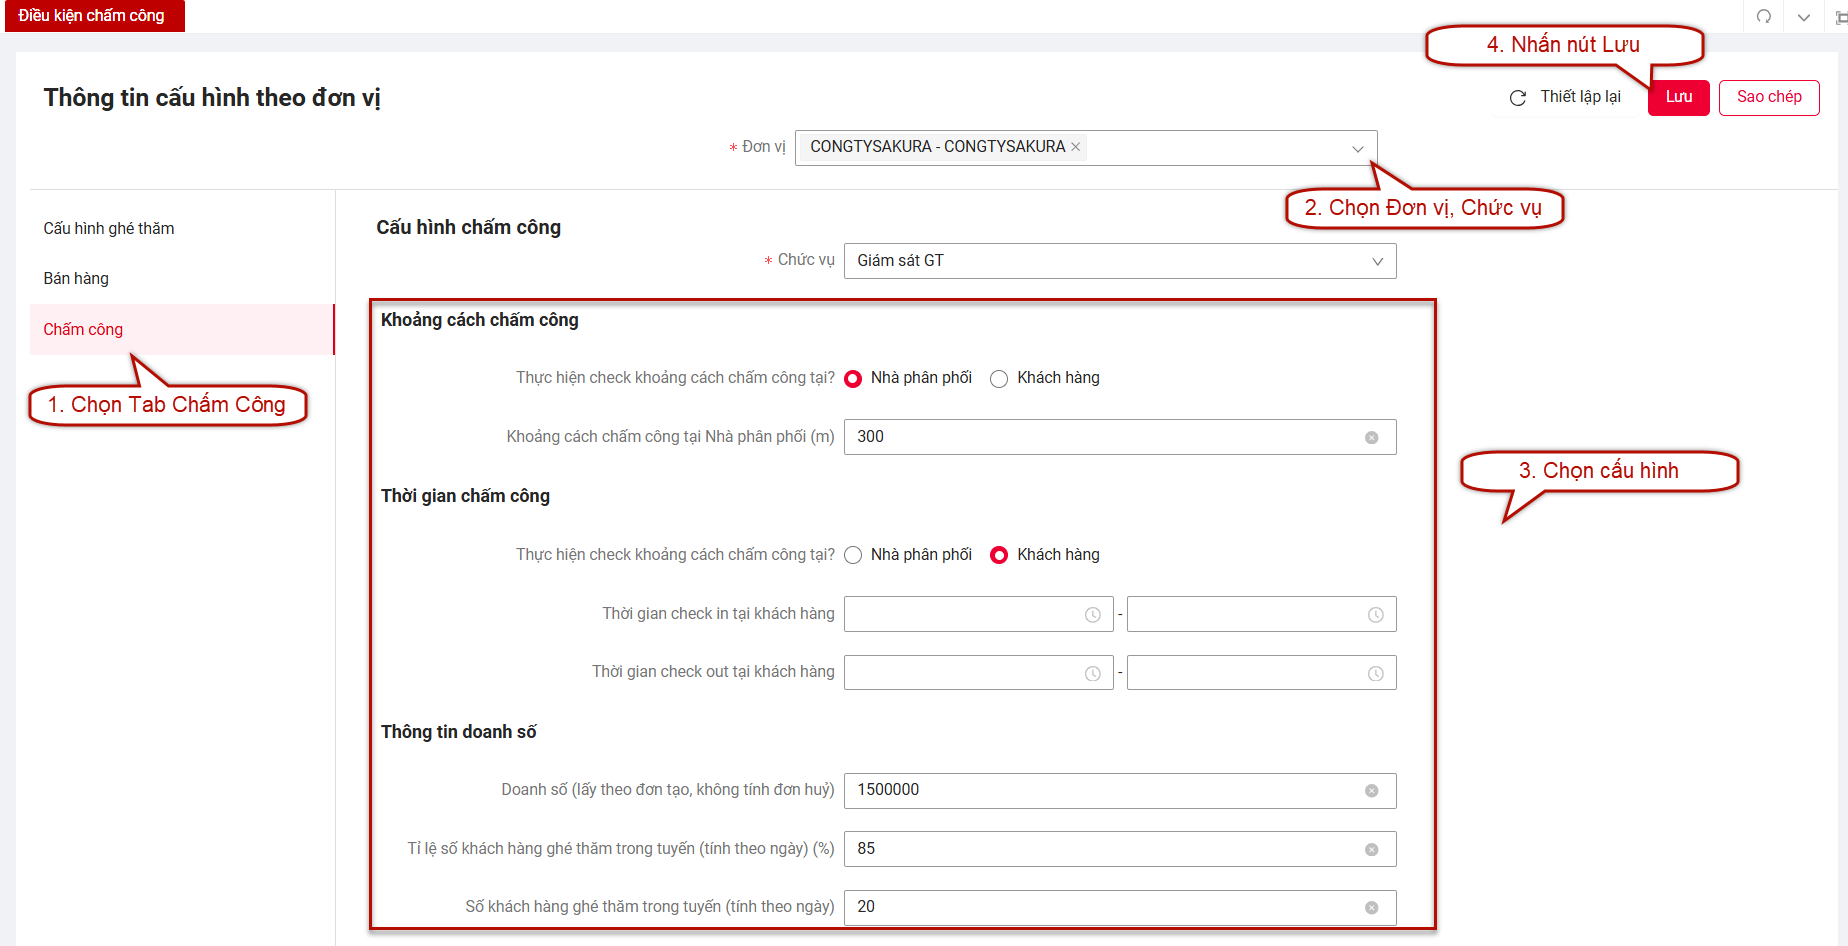 Điều kiện chấm công
4. Nhấn nút Lưu
Thông tin cấu hình theo đơn vị
Thiết lập lại
Lưu
Sao chép
* Đơn vị
CONGTYSAKURA - CONGTYSAKURA
2. Chọn Đơn vị, Chức vụ
Cấu hình ghé thăm
Bán hàng
Chấm công
1. Chọn Tab Chấm Công
Cấu hình chấm công
* Chức vụ
Giám sát GT
Khoảng cách chấm công
Thực hiện check khoảng cách chấm công tại? Nhà phân phối Khách hàng
Khoảng cách chấm công tại Nhà phân phối (m) 300
3. Chọn cấu hình
Thời gian chấm công
Thực hiện check khoảng cách chấm công tại? Nhà phân phối Khách hàng
Thời gian check in tại khách hàng -
Thời gian check out tại khách hàng -
Thông tin doanh số
Doanh số (lấy theo đơn tạo, không tính đơn huỷ) 1500000
Tỉ lệ số khách hàng ghé thăm trong tuyến (tính theo ngày) (%) 85
Số khách hàng ghé thăm trong tuyến (tính theo ngày) 20